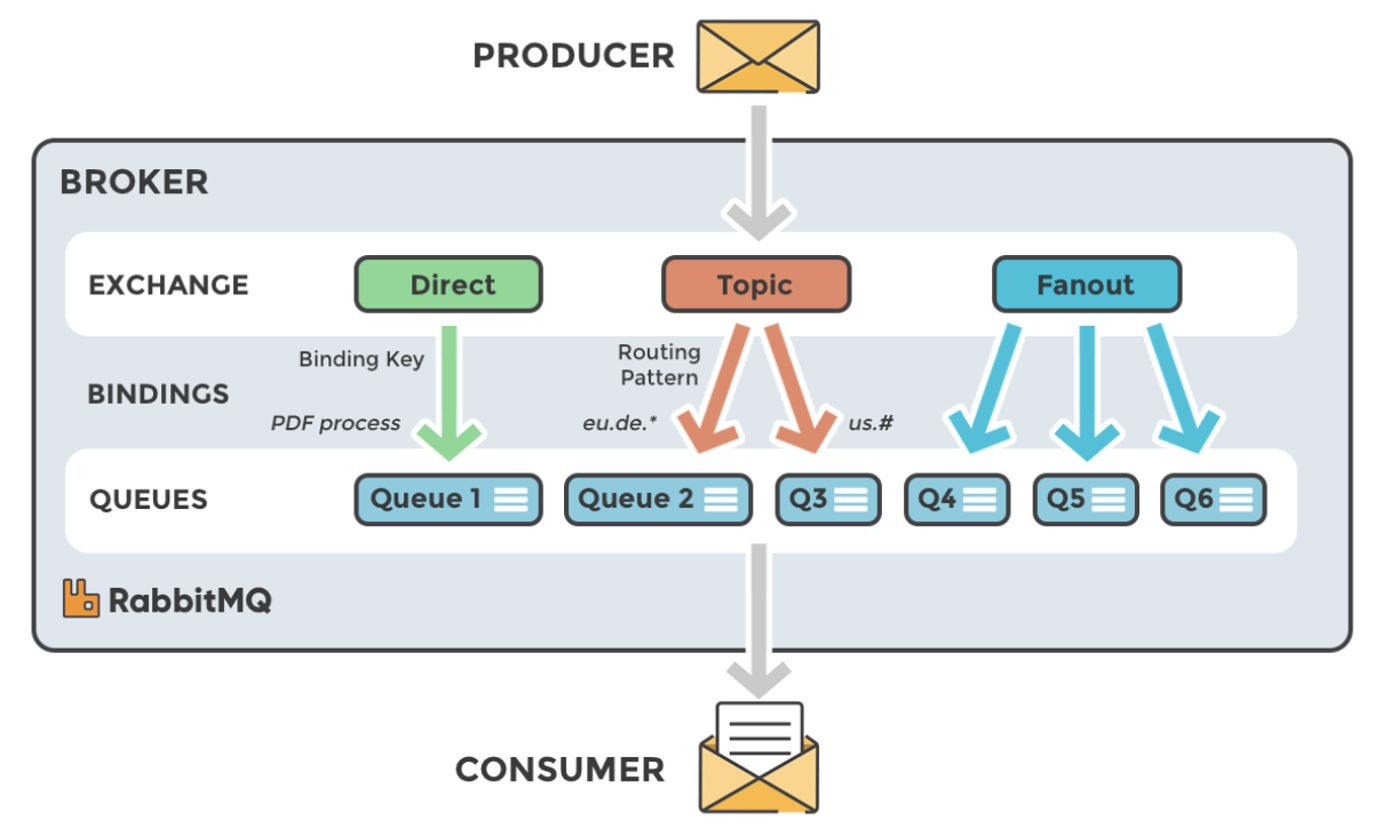 PRODUCER
BROKER
EXCHANGE
Direct
Topic
Fanout
Binding Key
Routing
Pattern
BINDINGS
PDF process
eu.de.*
us.#
QUEUES
Queue 1
Queue 2
Q3
Q4
Q5
Q6
RabbitMQ
CONSUMER